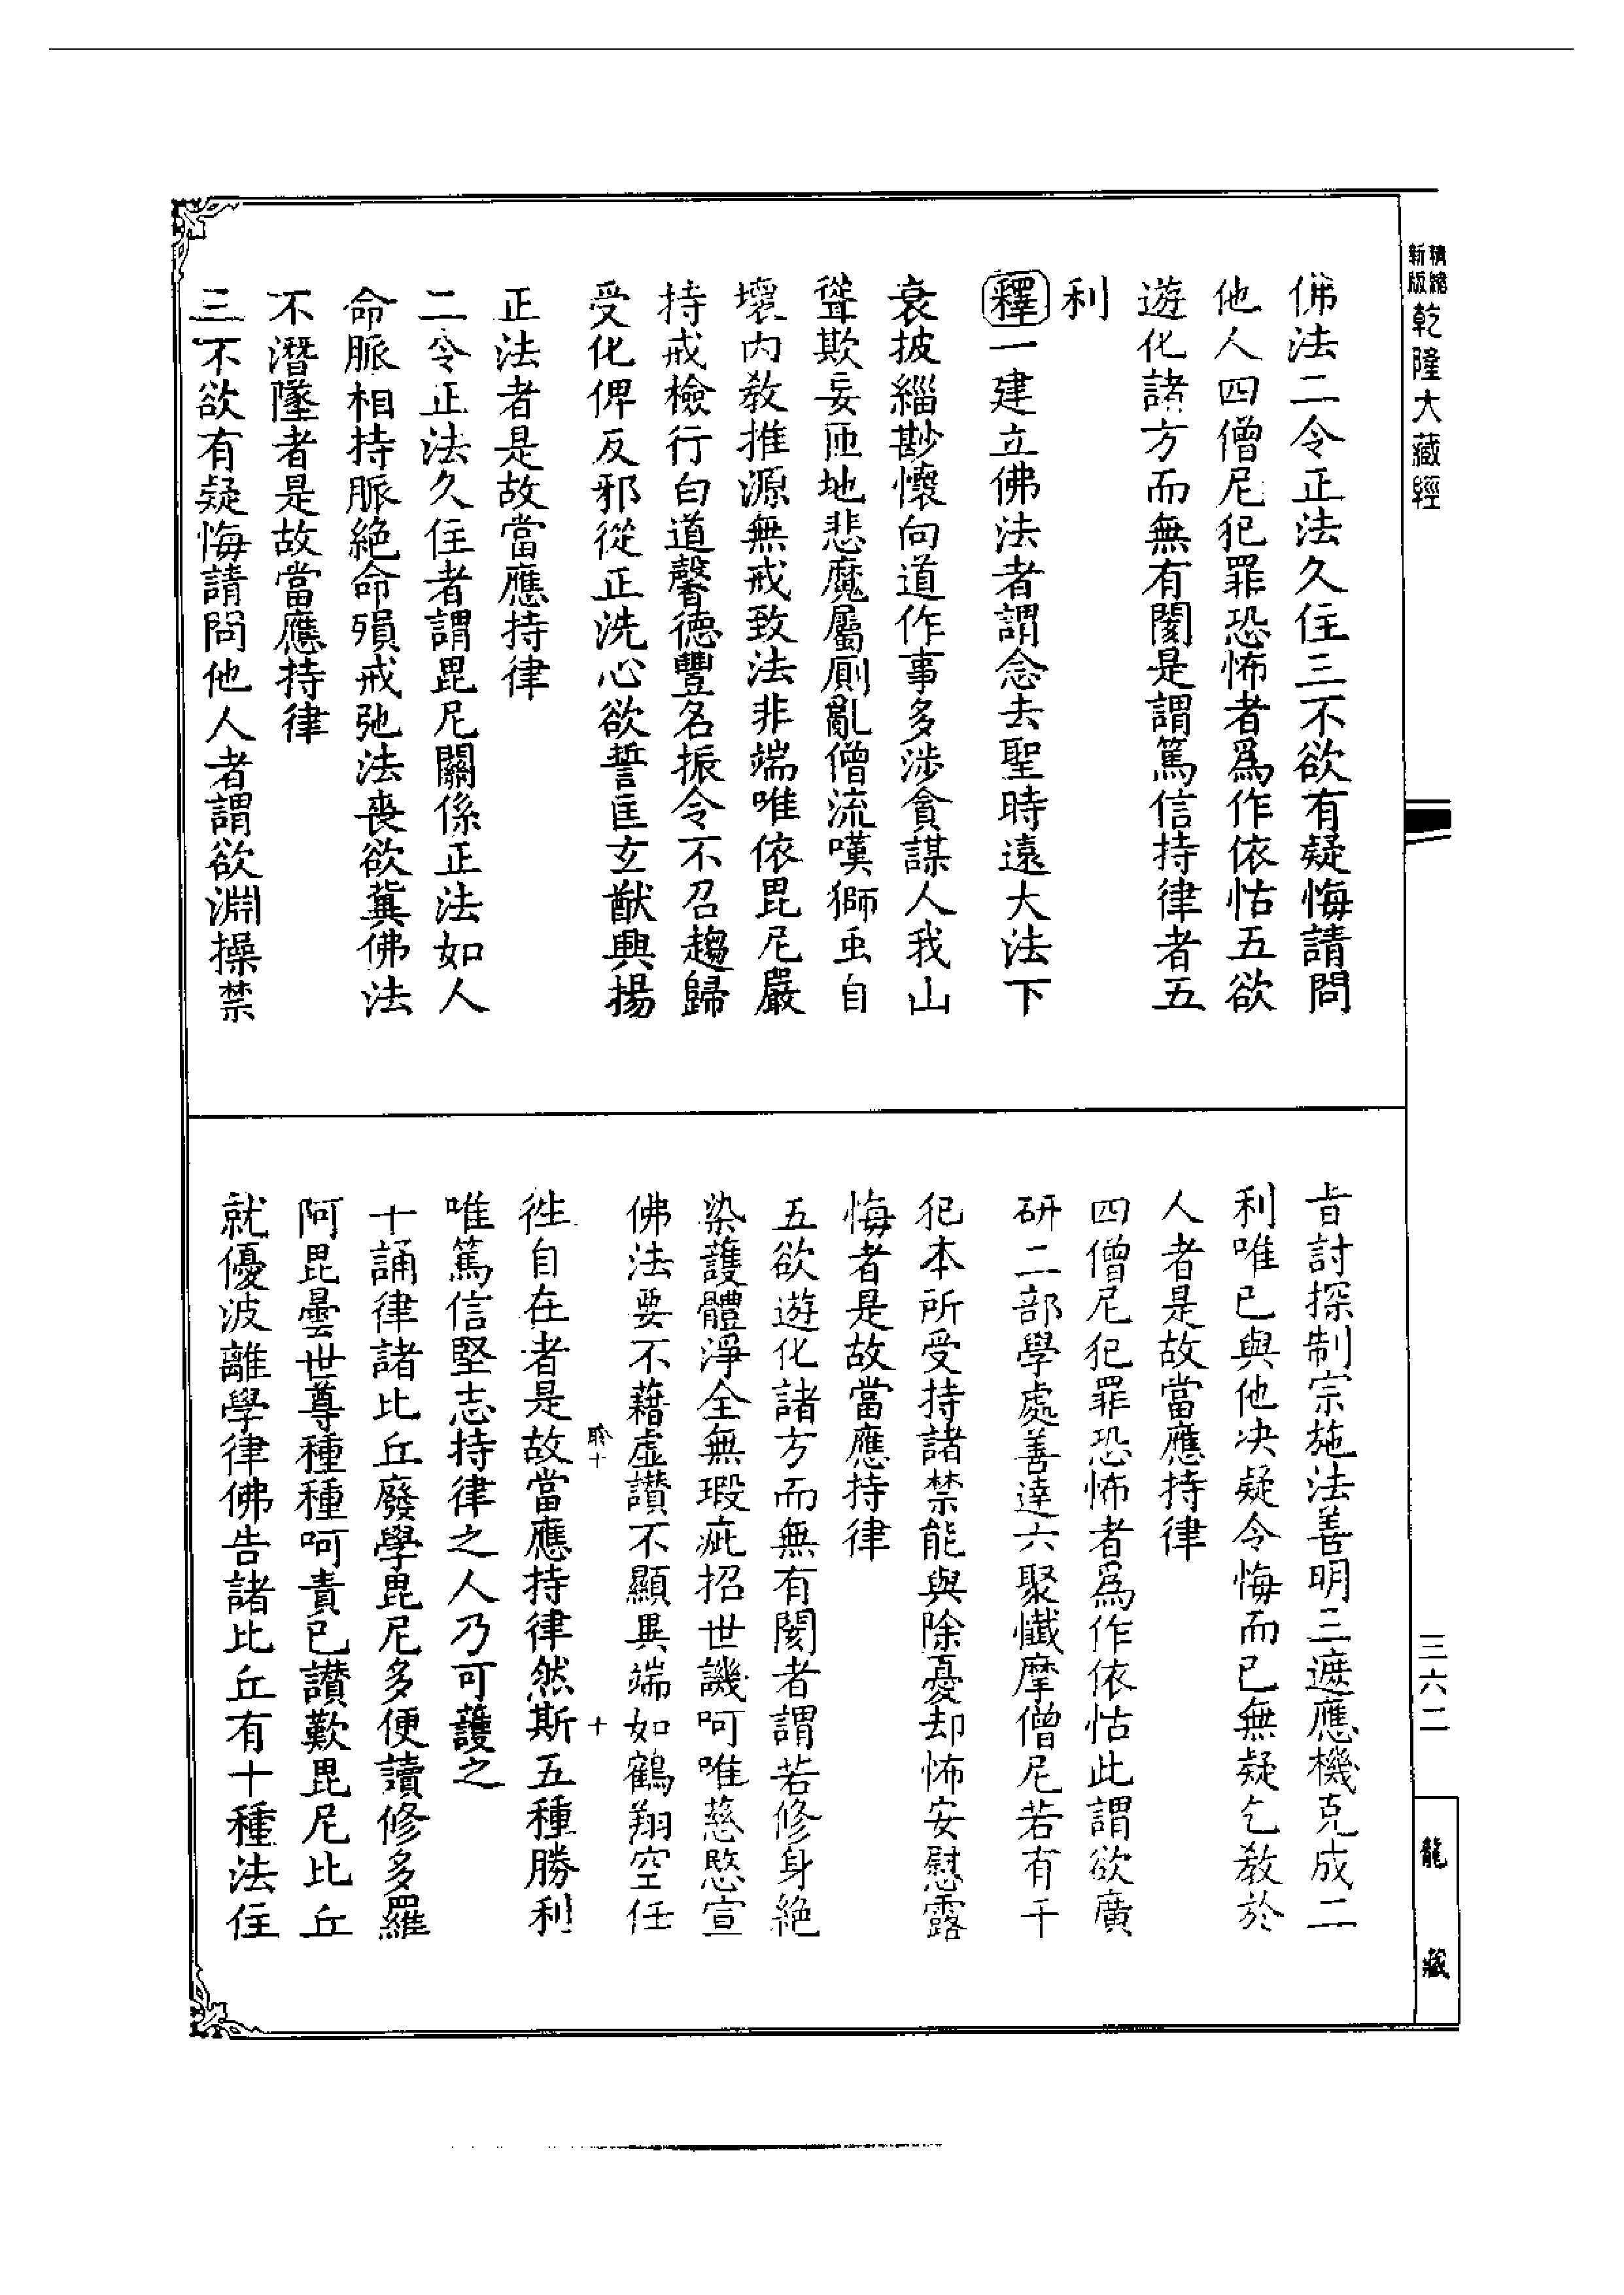 新版精縮
乾隆大藏經
三六二
龍藏
佛法二令正法久住三不欲有疑悔請問
他人四僧尼犯罪恐怖者爲作依怙五欲
遊化諸方而無有閡是謂篤信持律者五
利
釋一建立佛法者謂念去聖時遠大法下
衰披緇尠懷向道作事多涉貪謀人我山
聳欺妄匝地悲魔屬廁亂僧流嘆獅虫自
壞内教推源無戒致法非端唯依毘尼嚴
持戒檢行白道馨德豐名振令不召趨歸
受化俾反邪從正洗心欲誓匡玄猷興揚
正法者是故當應持律
二令正法久住者謂毘尼關係正法如人
命脈相持脈絕命殞戒弛法喪欲冀佛法
不潛墜者是故當應持律
三不欲有疑悔請問他人者謂欲淵操禁
旨討探制宗施法善明三遮應機克成二
利唯已與他决疑令悔而已無疑乞教於
人者是故當應持律
四僧尼犯罪恐怖者爲作依怙此謂欲廣
研二部學處善達六聚懺摩僧尼若有干
犯本所受持諸禁能與除憂却怖安慰露
悔者是故當應持律
五欲遊化諸方而無有閡者謂若修身絕
染護體淨全無瑕疵招世譏呵唯慈愍宣
佛法要不藉虛讃不顯異端如鶴翔空任
聆十
十
徃自在者是故當應持律然斯五種勝利
唯篤信堅志持律之人乃可護之
十誦律諸比丘廢學毘尼多便讀修多羅
阿毘曇世尊種種呵責已讃歎毘尼比丘
就優波離學律佛告諸比丘有十種法住